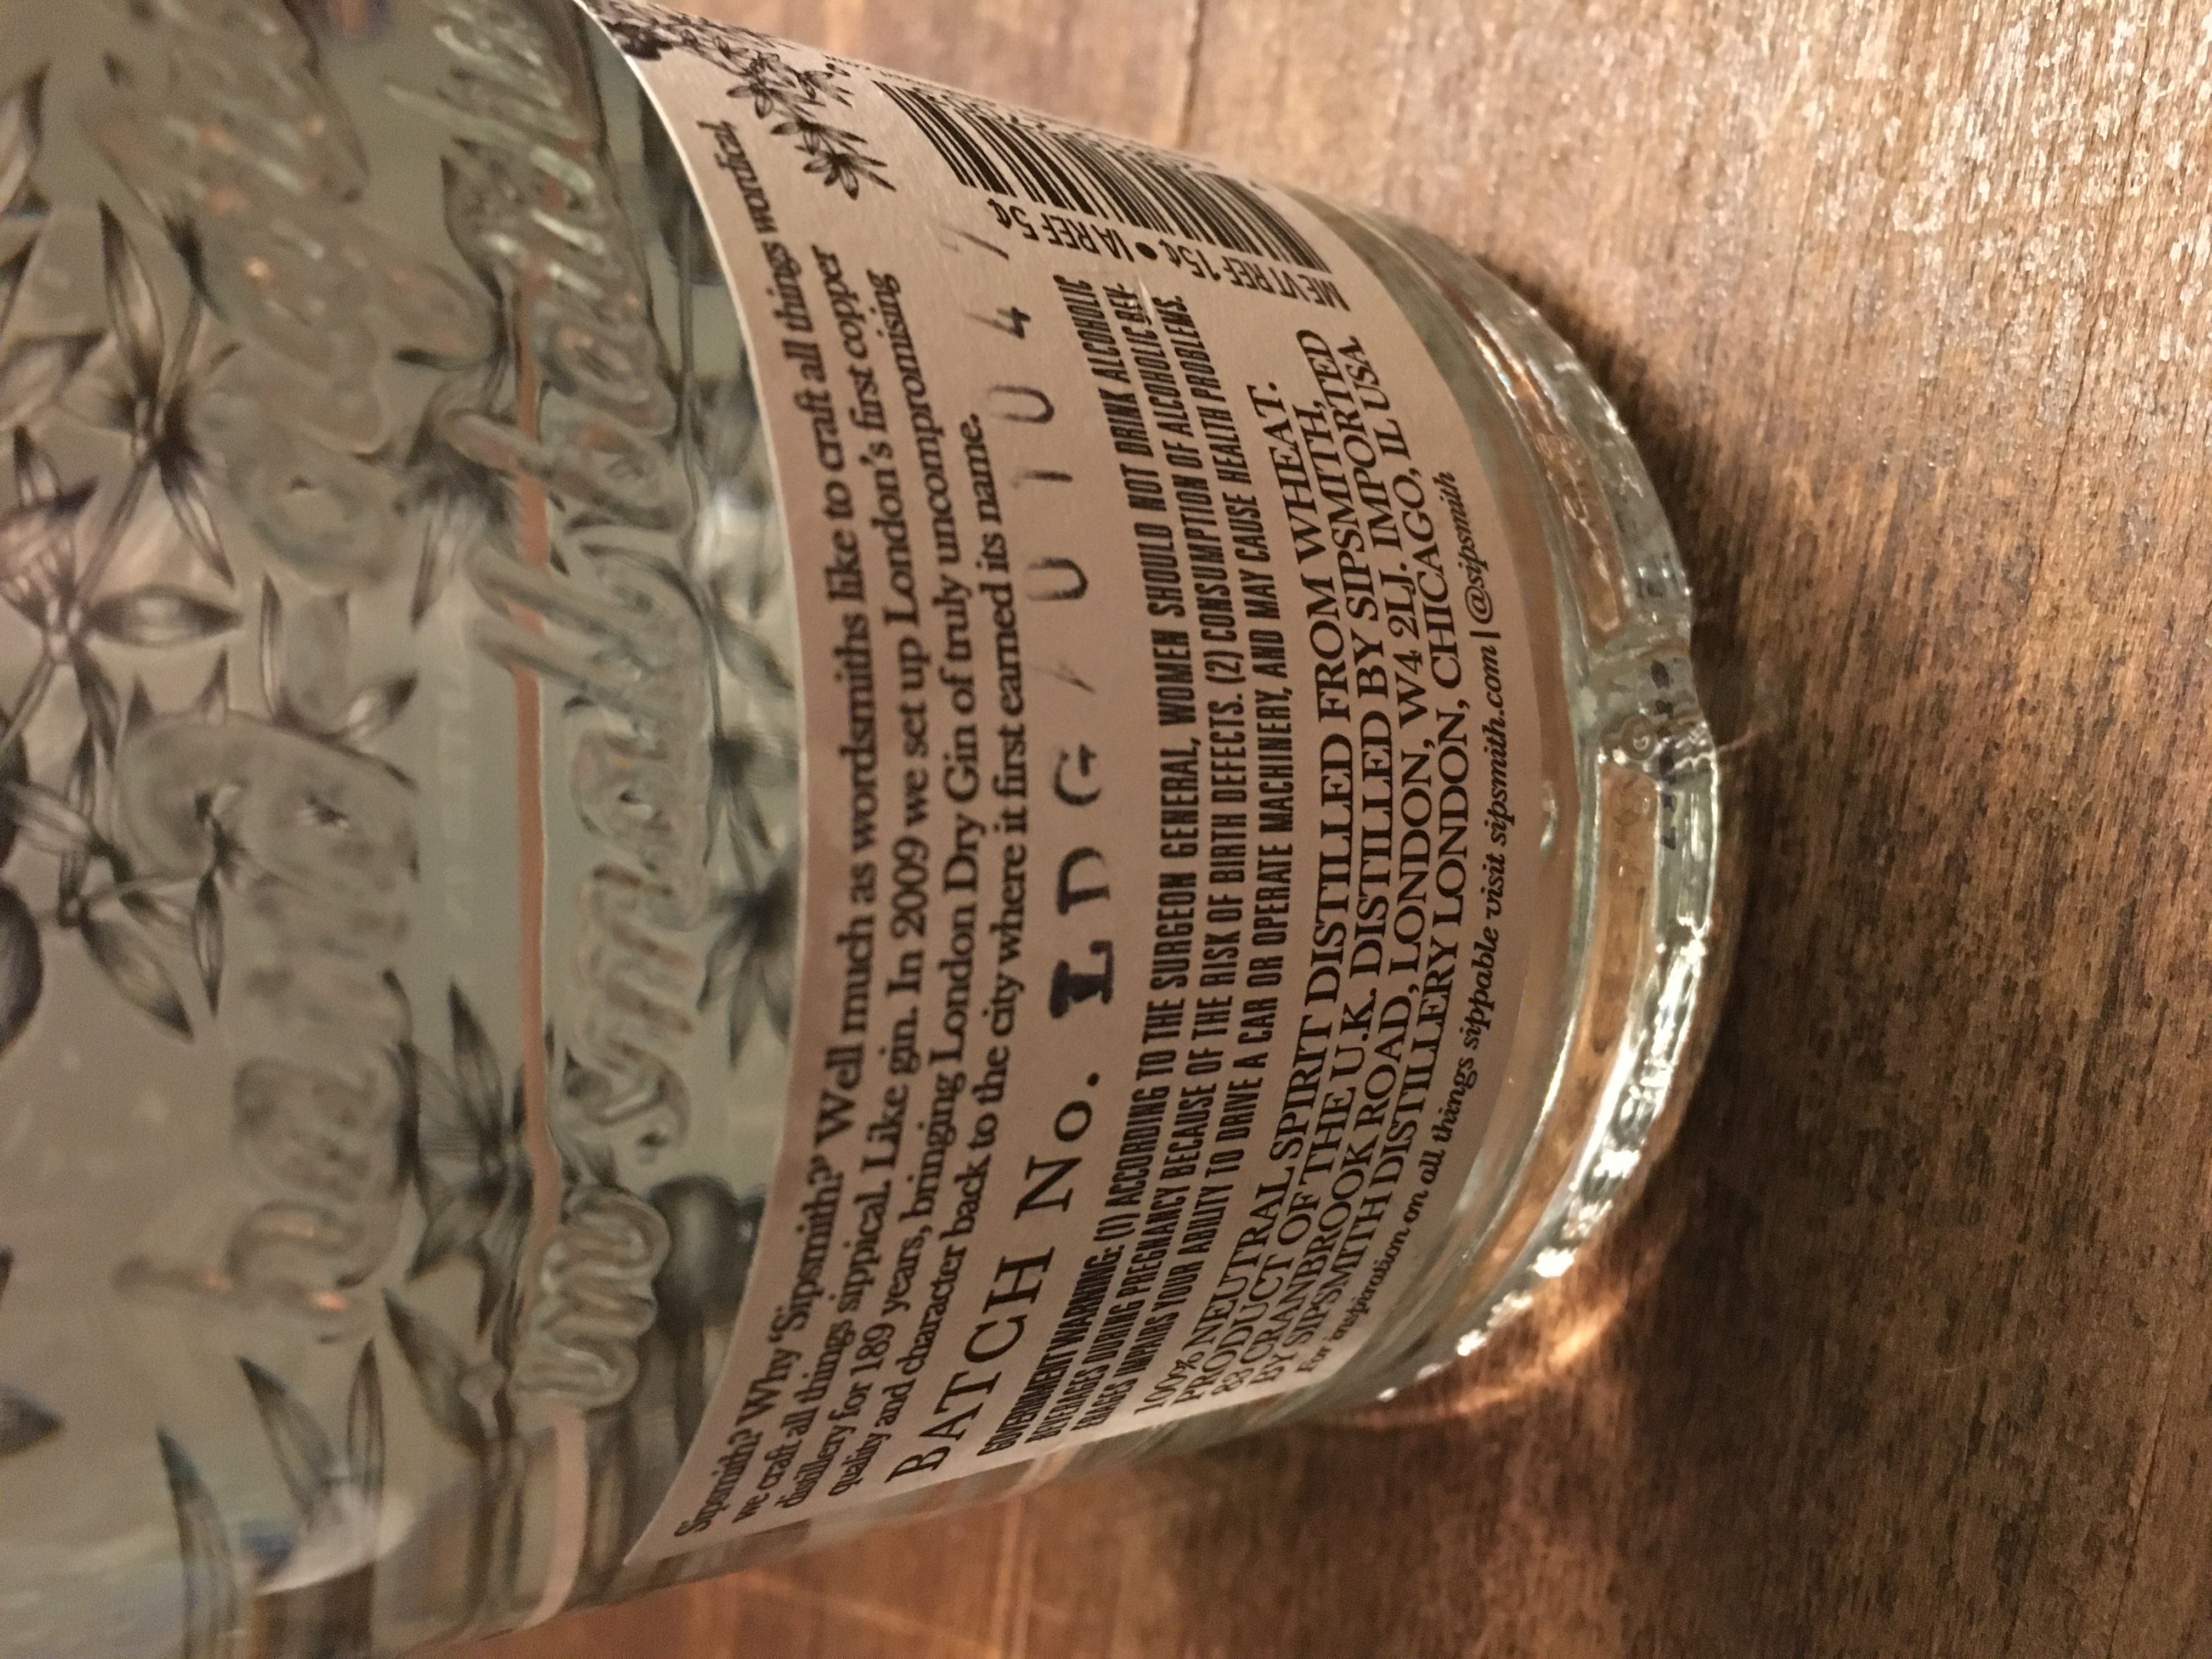 Sipsmith? Why 'Sipsmith?' Well much as wordsmiths like to craft all things wordical,
we craft all things sippical. Like gin. In 2009 we set up London's first copper
distillery for 189 years, bringing London Dry Gin of truly uncompromising
quality and character back to the city where it first earned its name.
BATCH No. LDG
GOVERNMENT WARNING: (1) ACCORDING TO THE SURGEON GENERAL, WOMEN SHOULD NOT DRINK ALCOHOLIC
BEVERAGES DURING PREGNANCY BECAUSE OF THE RISK OF BIRTH DEFECTS. (2) CONSUMPTION OF ALCOHOLIC BEV-
ERAGES IMPAIRS YOUR ABILITY TO DRIVE A CAR OR OPERATE MACHINERY, AND MAY CAUSE HEALTH PROBLEMS.
100% NEUTRAL SPIRIT DISTILLED FROM WHEAT.
PRODUCT OF THE U.K. DISTILLED BY SIPSMITH,
83 CRANBROOK ROAD, LONDON, W4 2LJ. IMPORTED
BY SIPSMITH DISTILLERY LONDON, CHICAGO, IL USA
For inspiration on all things sippable visit sipsmith.com | @sipsmith
IA REF 5¢
ME VT REF 15¢ • IA REF 5¢